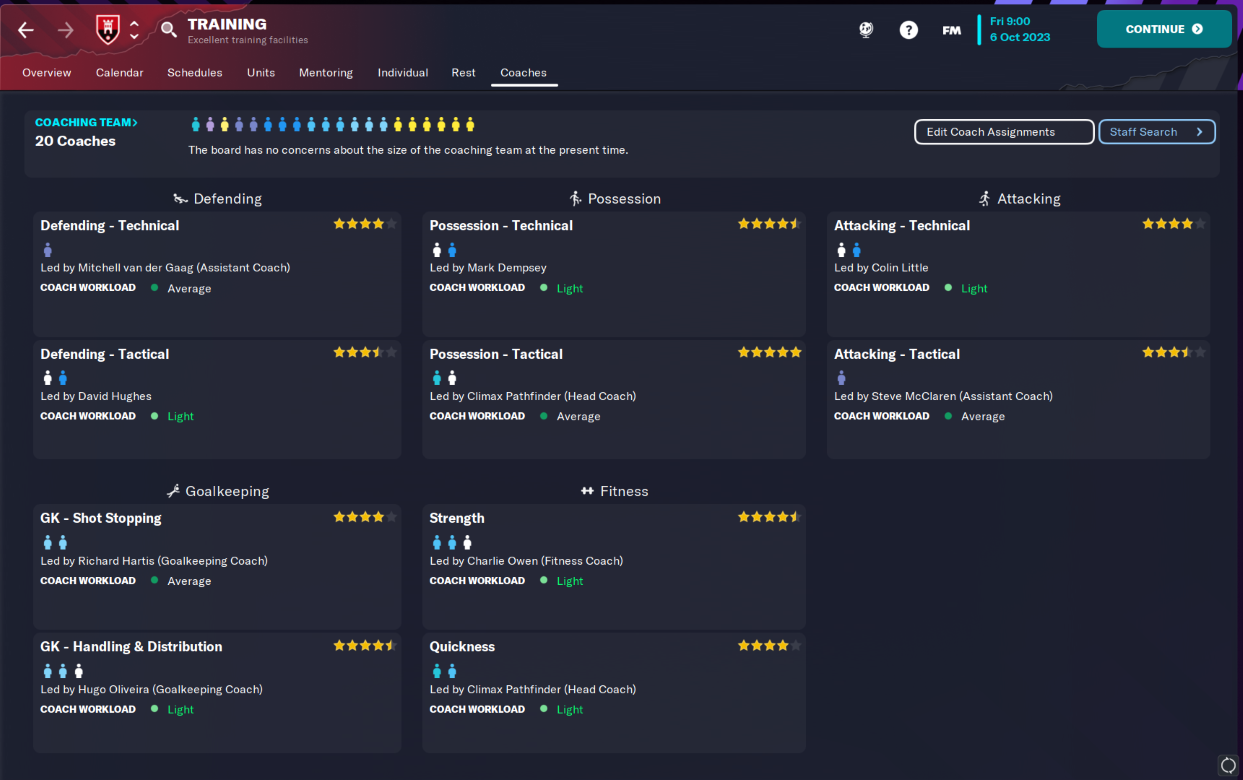 TRAINING
Excellent training facilities
?
FM
Fri 9:00
6 Oct 2023
CONTINUE
Overview
Calendar
Schedules
Units
Mentoring
Individual
Rest
Coaches
COACHING TEAM>
20 Coaches
The board has no concerns about the size of the coaching team at the present time.
Edit Coach Assignments
Staff Search
Defending
Defending - Technical
Led by Mitchell van der Gaag (Assistant Coach)
COACH WORKLOAD Average
Defending - Tactical
Led by David Hughes
COACH WORKLOAD Light
Possession
Possession - Technical
Led by Mark Dempsey
COACH WORKLOAD Light
Possession - Tactical
Led by Climax Pathfinder (Head Coach)
COACH WORKLOAD Average
Attacking
Attacking - Technical
Led by Colin Little
COACH WORKLOAD Light
Attacking - Tactical
Led by Steve McClaren (Assistant Coach)
COACH WORKLOAD Average
Goalkeeping
GK - Shot Stopping
Led by Richard Hartis (Goalkeeping Coach)
COACH WORKLOAD Average
GK - Handling & Distribution
Led by Hugo Oliveira (Goalkeeping Coach)
COACH WORKLOAD Light
Fitness
Strength
Led by Charlie Owen (Fitness Coach)
COACH WORKLOAD Light
Quickness
Led by Climax Pathfinder (Head Coach)
COACH WORKLOAD Light